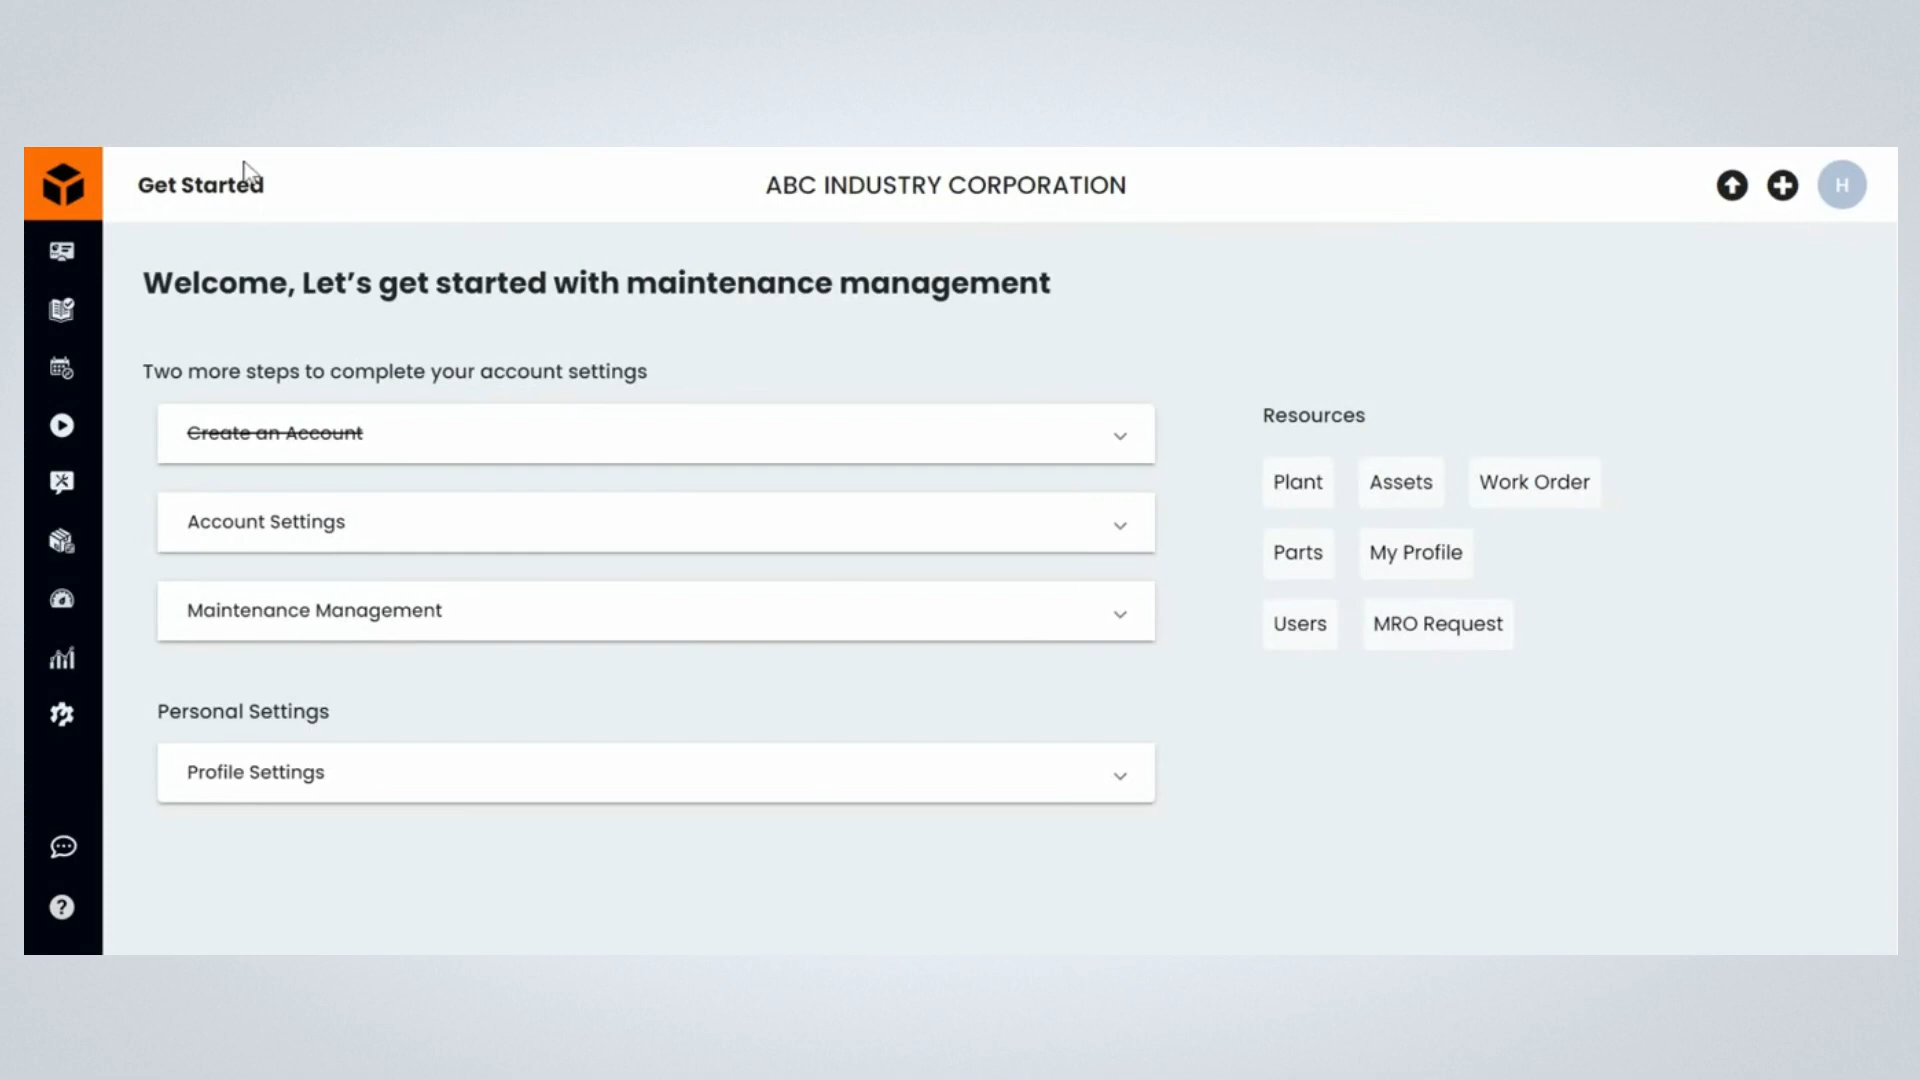 Get Started
ABC INDUSTRY CORPORATION
H
Welcome, Let’s get started with maintenance management
Two more steps to complete your account settings
Create an Account
Account Settings
Maintenance Management
Personal Settings
Profile Settings
Resources
Plant
Assets
Work Order
Parts
My Profile
Users
MRO Request